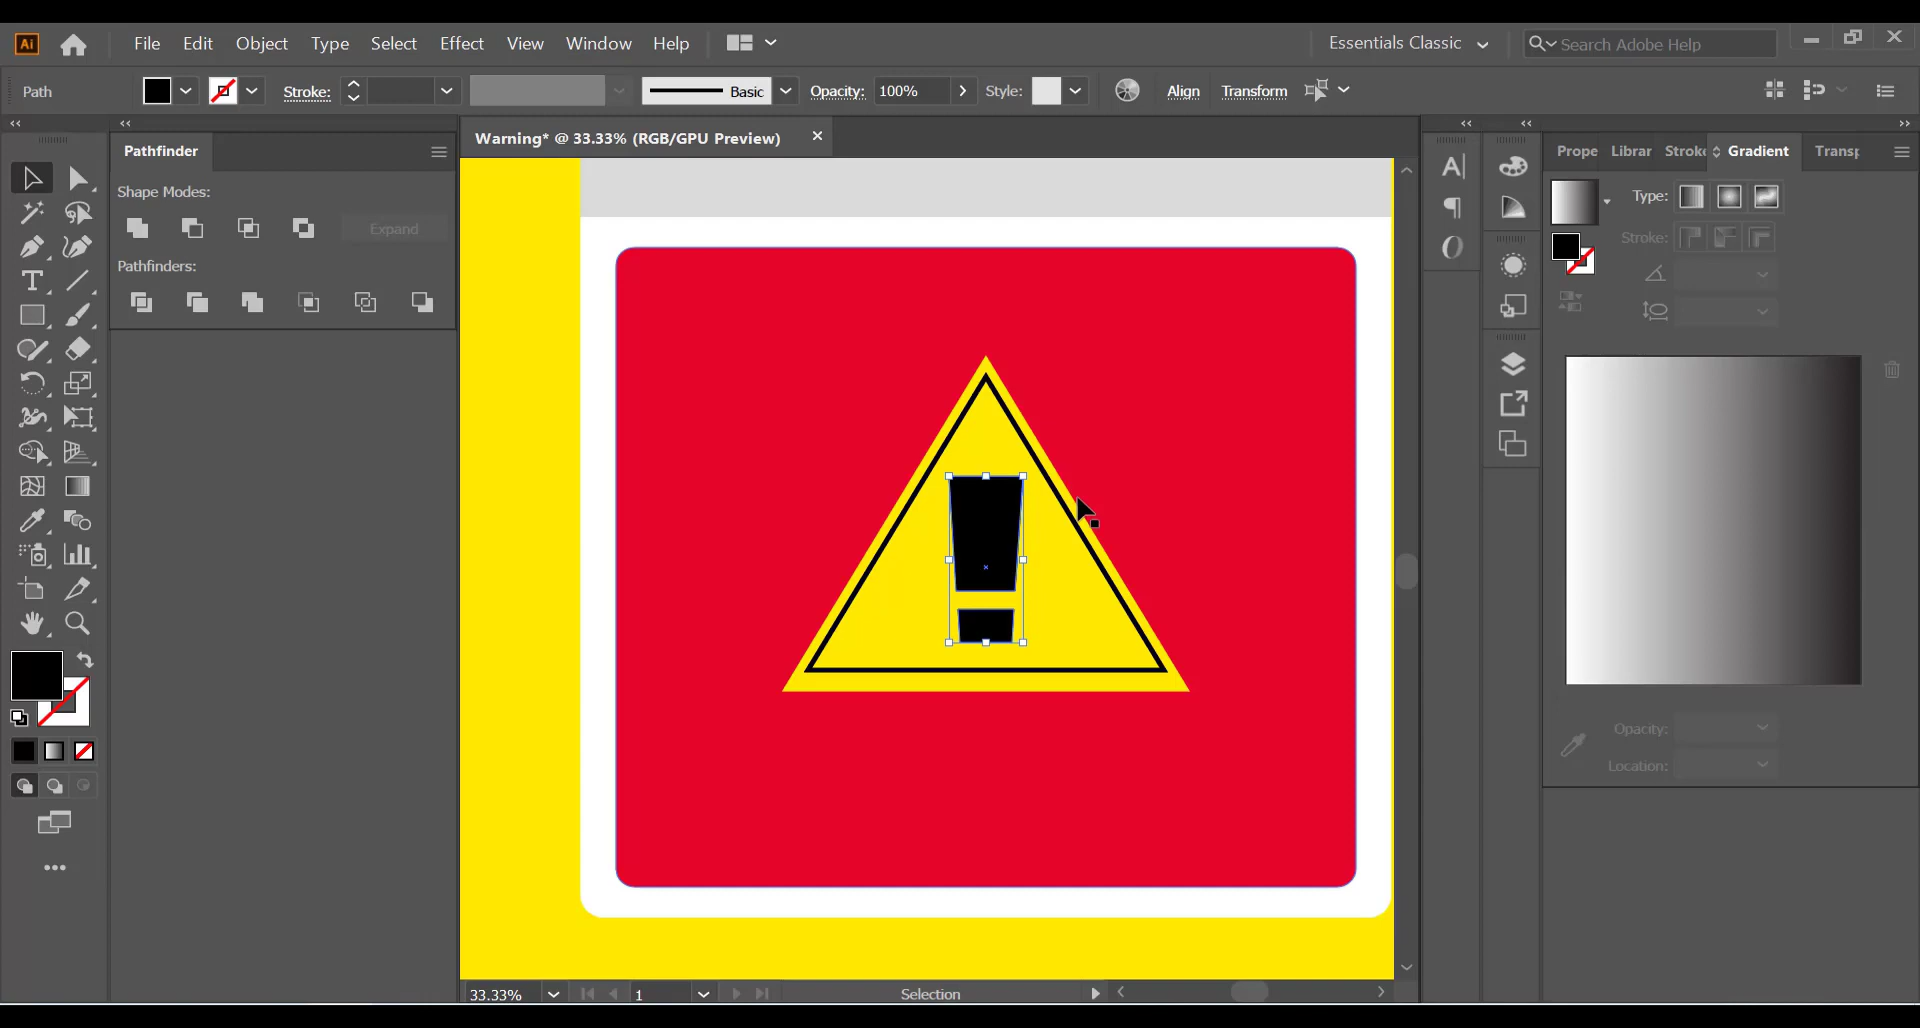 Ai File Edit Object Type Select Effect View Window Help Essentials Classic Search Adobe Help
Path Stroke: Basic Opacity: 100% Style: Align Transform
Warning* @ 33.33% (RGB/GPU Preview)
Pathfinder
Shape Modes:
Expand
Pathfinders:
Prope Librar Stroke Gradient Transp
Type:
Stroke:
Opacity:
Location:
!
33.33% 1 Selection